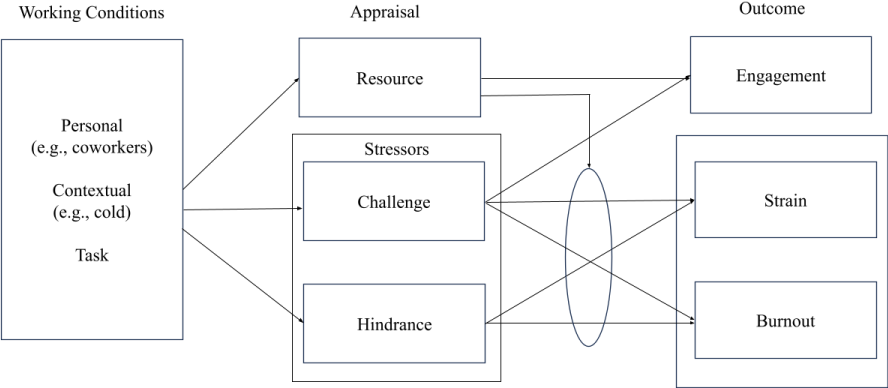 Working Conditions
Appraisal
Outcome
Personal
(e.g., coworkers)
Contextual
(e.g., cold)
Task
Resource
Stressors
Challenge
Hindrance
Engagement
Strain
Burnout